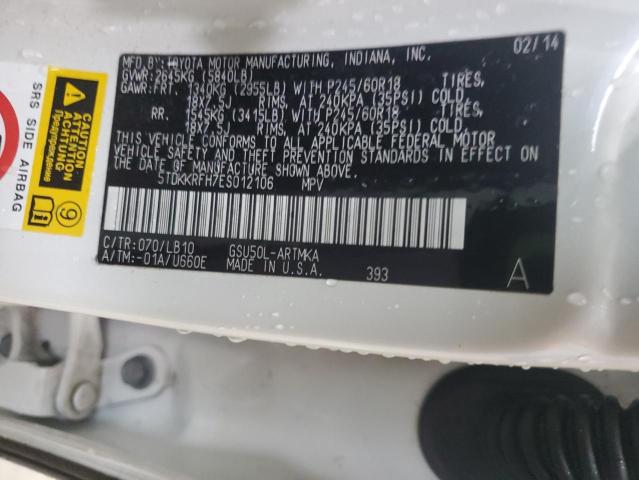 MFD.BY: TOYOTA MOTOR MANUFACTURING, INDIANA, INC. 02/14
GVWR: 2645KG (5840LB)
GAWR: FRT. 1340KG (2955LB) WITH P245/60R18 TIRES,
18X7.5J RIMS, AT 240KPA (35PSI) COLD.
RR. 1545KG (3415LB) WITH P245/60R18 TIRES,
18X7.5J RIMS, AT 240KPA (35PSI) COLD.
THIS VEHICLE CONFORMS TO ALL APPLICABLE FEDERAL MOTOR
VEHICLE SAFETY AND THEFT PREVENTION STANDARDS IN EFFECT ON
THE DATE OF MANUFACTURE SHOWN ABOVE.
5TDKKRFH7ES012106 MPV
C/TR: 070/LB10 GSU50L-ARTMKA
A/TM: -01A/U660E MADE IN U.S.A. 393 A
CAUTION
ATTENTION
ACHTUNG
Предупреждение
9
SRS SIDE AIRBAG